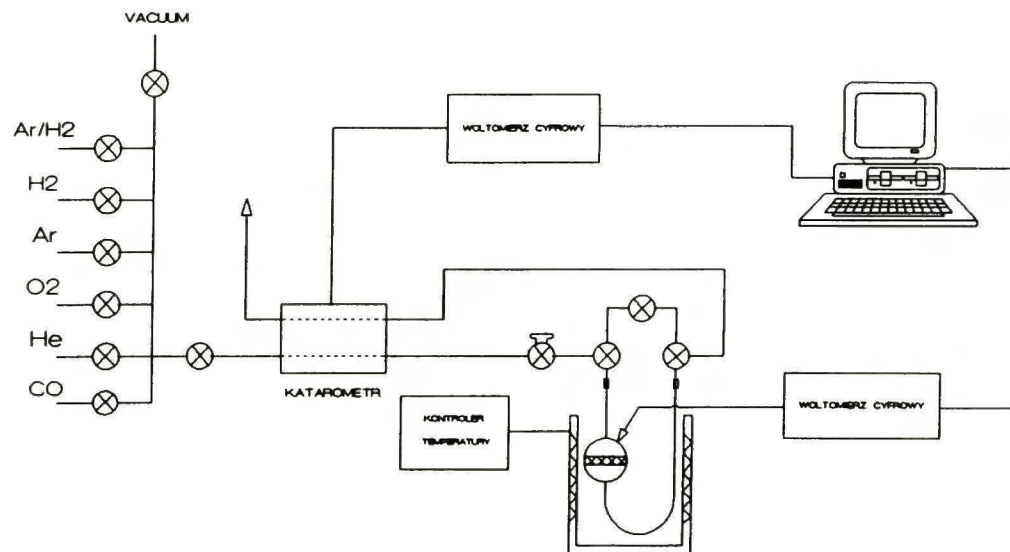 VACUUM
Ar/H2
H2
Ar
O2
He
CO
WOLTOMIERZ CYFROWY
KATAROMETR
KONTROLER
TEMPERATURY
WOLTOMIERZ CYFROWY